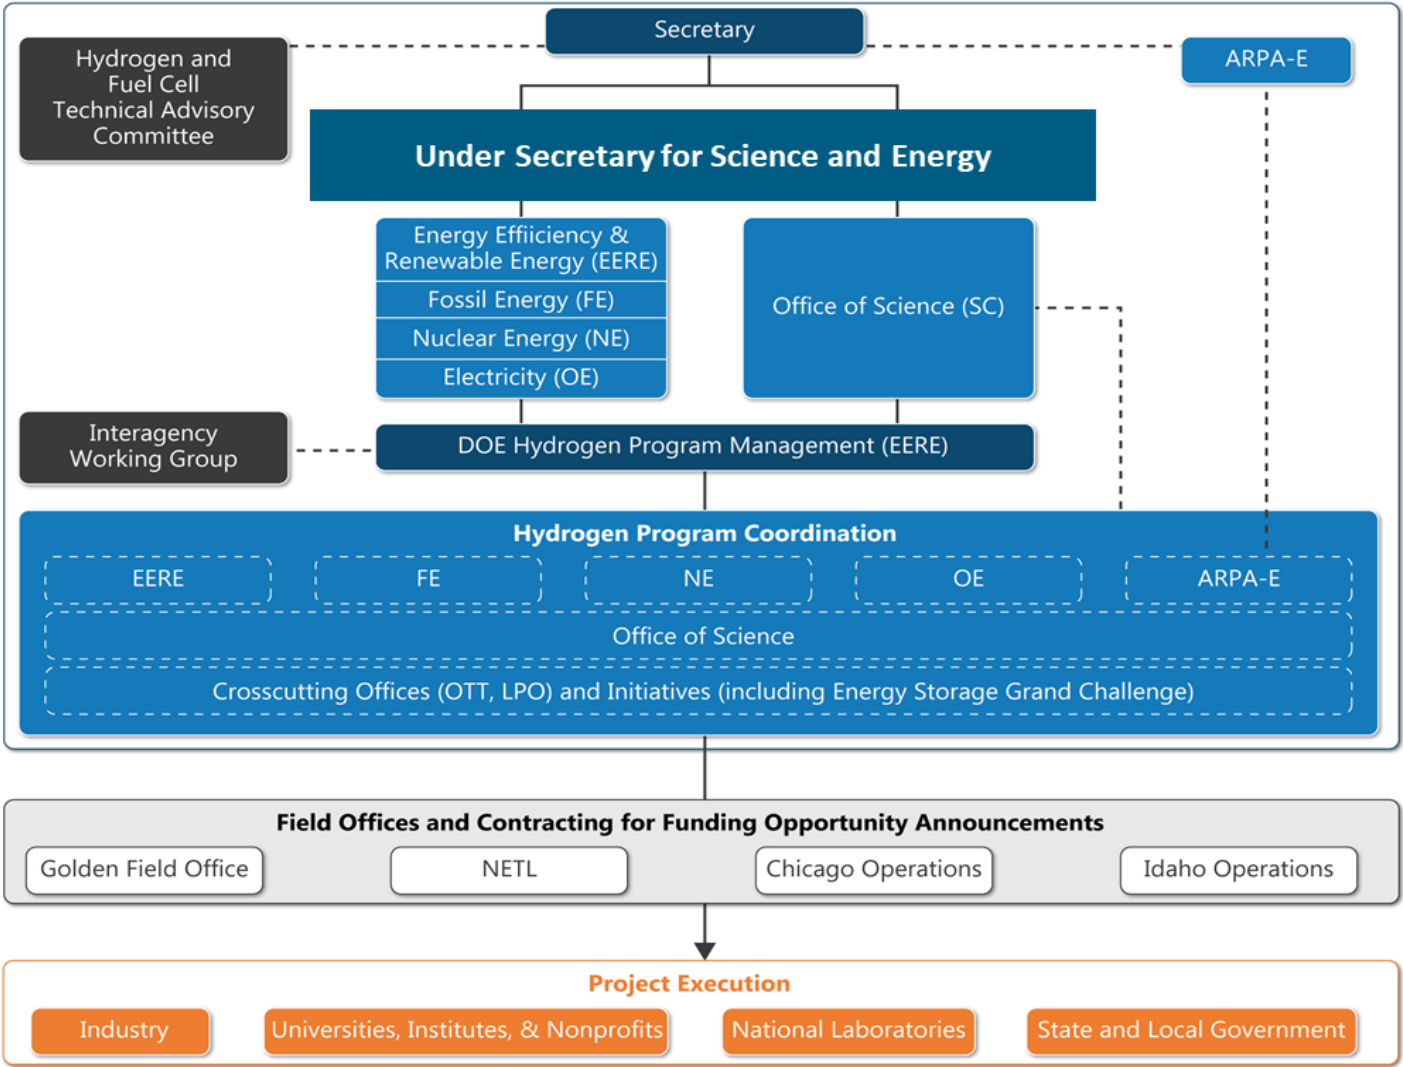 Secretary
Hydrogen and
Fuel Cell
Technical Advisory
Committee
ARPA-E
Under Secretary for Science and Energy
Energy Effiiciency &
Renewable Energy (EERE)
Fossil Energy (FE)
Nuclear Energy (NE)
Electricity (OE)
Office of Science (SC)
Interagency
Working Group
DOE Hydrogen Program Management (EERE)
Hydrogen Program Coordination
EERE
FE
NE
OE
ARPA-E
Office of Science
Crosscutting Offices (OTT, LPO) and Initiatives (including Energy Storage Grand Challenge)
Field Offices and Contracting for Funding Opportunity Announcements
Golden Field Office
NETL
Chicago Operations
Idaho Operations
Project Execution
Industry
Universities, Institutes, & Nonprofits
National Laboratories
State and Local Government